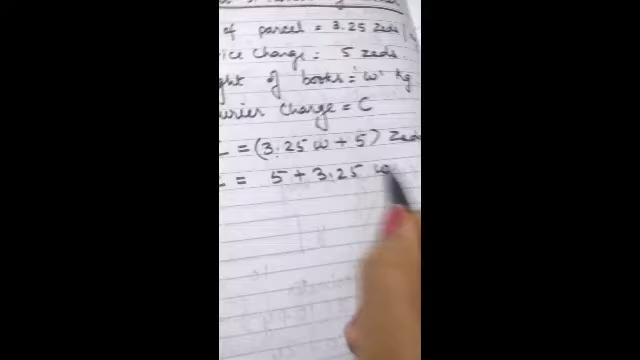 of parcel = 3.25 Zeds/
ice Charge = 5 zeds.
ght of books = 'w' Kg
urier Charge = C
= (3.25 w + 5) Zeds
= 5 + 3.25 w